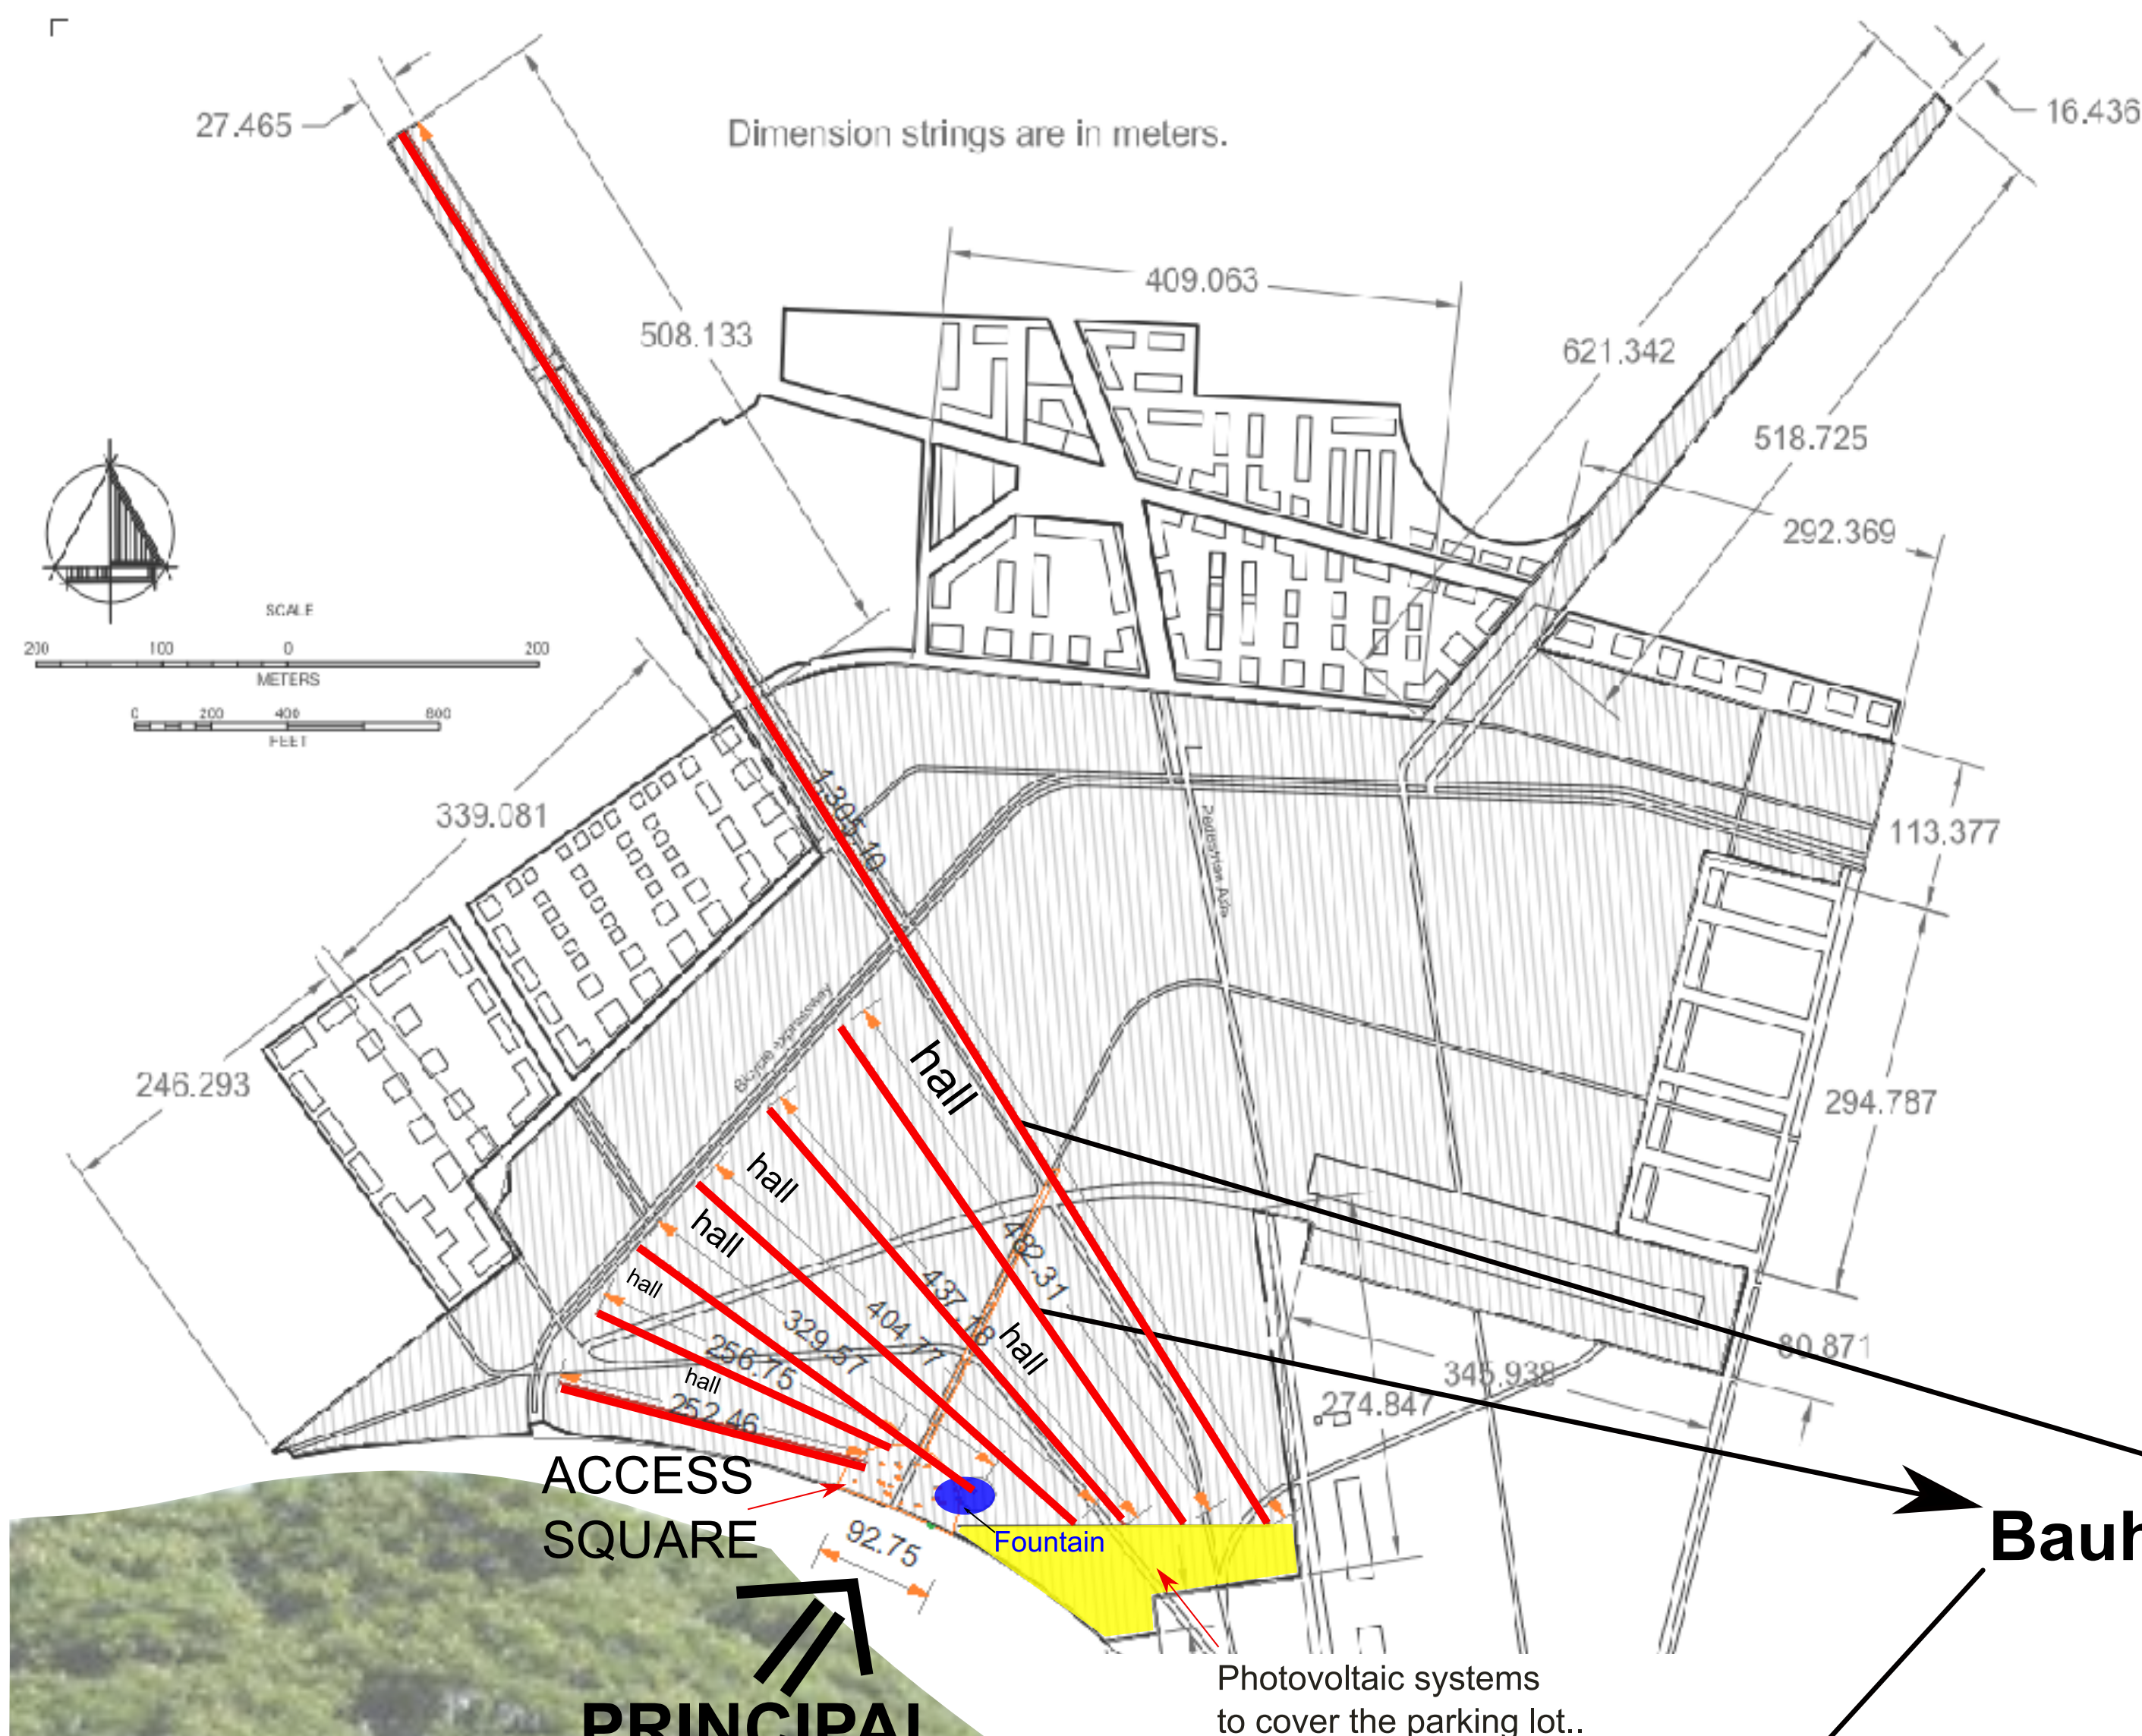 27.465
Dimension strings are in meters.
16.436
409.063
508.133
621.342
518.725
292.369
SCALE
200 100 0 200
METERS
0 200 400 800
FEET
339.081
1,305.10
Pedestrian Axis
113.377
Bicycle expressway
hall
246.293
294.787
hall
hall
482.31
hall
437.18
404.77
hall
329.57
256.75
hall
252.46
80.871
345.938
274.847
ACCESS
SQUARE
92.75
Fountain
Bauh
PRINCIPAL
Photovoltaic systems
to cover the parking lot..